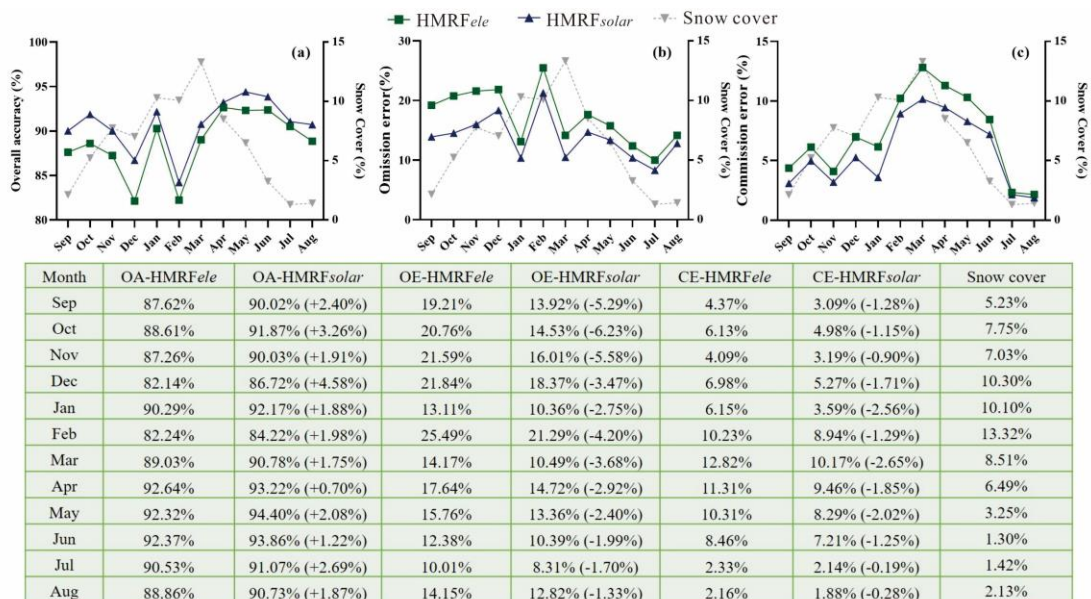 HMRFele HMRFsolar Snow cover
(a) (b) (c)
Overall accuracy (%)
100
95
90
85
80
15
10
5
0
Snow Cover (%)
Sep Oct Nov Dec Jan Feb Mar Apr May Jun Jul Aug
Omission error(%)
30
20
10
0
15
10
5
0
Snow Cover (%)
Sep Oct Nov Dec Jan Feb Mar Apr May Jun Jul Aug
Commission error (%)
15
10
5
0
15
10
5
0
Snow Cover (%)
Sep Oct Nov Dec Jan Feb Mar Apr May Jun Jul Aug
Month OA-HMRFele OA-HMRFsolar OE-HMRFele OE-HMRFsolar CE-HMRFele CE-HMRFsolar Snow cover
Sep 87.62% 90.02% (+2.40%) 19.21% 13.92% (-5.29%) 4.37% 3.09% (-1.28%) 5.23%
Oct 88.61% 91.87% (+3.26%) 20.76% 14.53% (-6.23%) 6.13% 4.98% (-1.15%) 7.75%
Nov 87.26% 90.03% (+1.91%) 21.59% 16.01% (-5.58%) 4.09% 3.19% (-0.90%) 7.03%
Dec 82.14% 86.72% (+4.58%) 21.84% 18.37% (-3.47%) 6.98% 5.27% (-1.71%) 10.30%
Jan 90.29% 92.17% (+1.88%) 13.11% 10.36% (-2.75%) 6.15% 3.59% (-2.56%) 10.10%
Feb 82.24% 84.22% (+1.98%) 25.49% 21.29% (-4.20%) 10.23% 8.94% (-1.29%) 13.32%
Mar 89.03% 90.78% (+1.75%) 14.17% 10.49% (-3.68%) 12.82% 10.17% (-2.65%) 8.51%
Apr 92.64% 93.22% (+0.70%) 17.64% 14.72% (-2.92%) 11.31% 9.46% (-1.85%) 6.49%
May 92.32% 94.40% (+2.08%) 15.76% 13.36% (-2.40%) 10.31% 8.29% (-2.02%) 3.25%
Jun 92.37% 93.86% (+1.22%) 12.38% 10.39% (-1.99%) 8.46% 7.21% (-1.25%) 1.30%
Jul 90.53% 91.07% (+2.69%) 10.01% 8.31% (-1.70%) 2.33% 2.14% (-0.19%) 1.42%
Aug 88.86% 90.73% (+1.87%) 14.15% 12.82% (-1.33%) 2.16% 1.88% (-0.28%) 2.13%